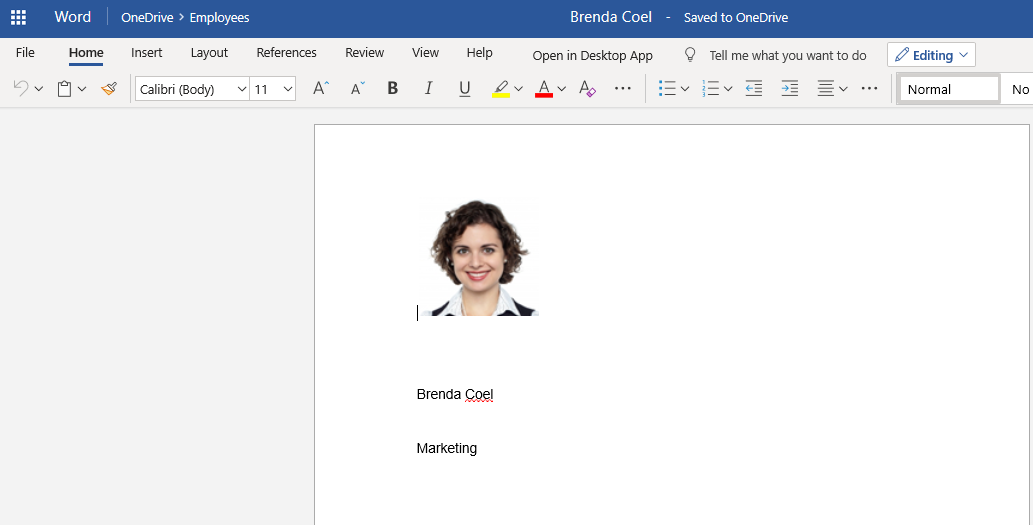 Word OneDrive > Employees Brenda Coel - Saved to OneDrive
File Home Insert Layout References Review View Help Open in Desktop App Tell me what you want to do Editing
Calibri (Body) 11 A A B I U A A ... ... Normal No
Brenda Coel
Marketing